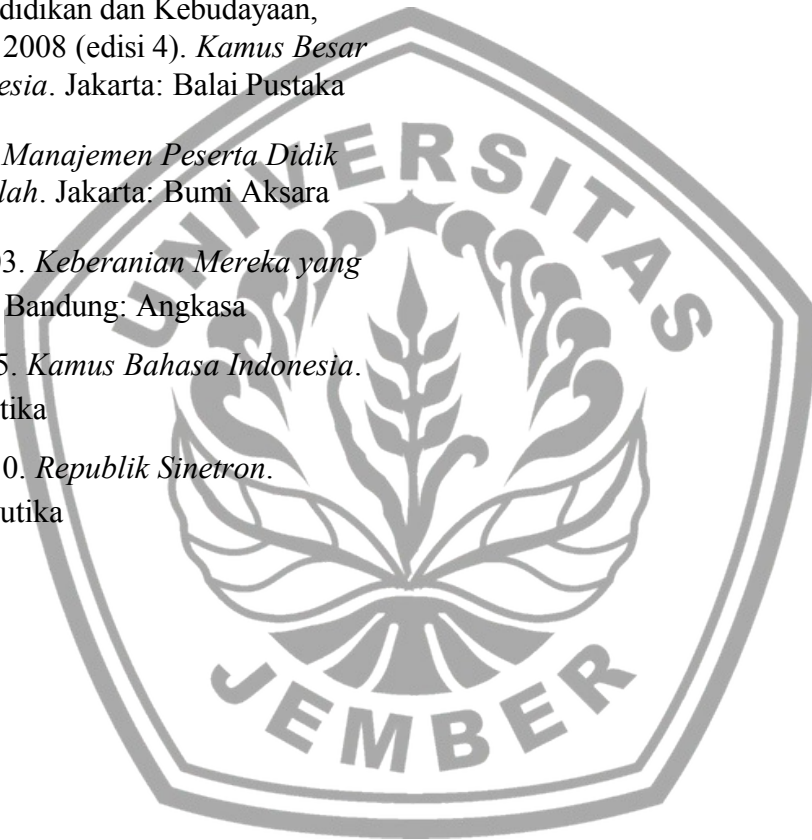 didikan dan Kebudayaan,
2008 (edisi 4). Kamus Besar
esia. Jakarta: Balai Pustaka
Manajemen Peserta Didik
lah. Jakarta: Bumi Aksara
03. Keberanian Mereka yang
Bandung: Angkasa
5. Kamus Bahasa Indonesia.
tika
0. Republik Sinetron.
utika
UNIVERSITAS
JEMBER